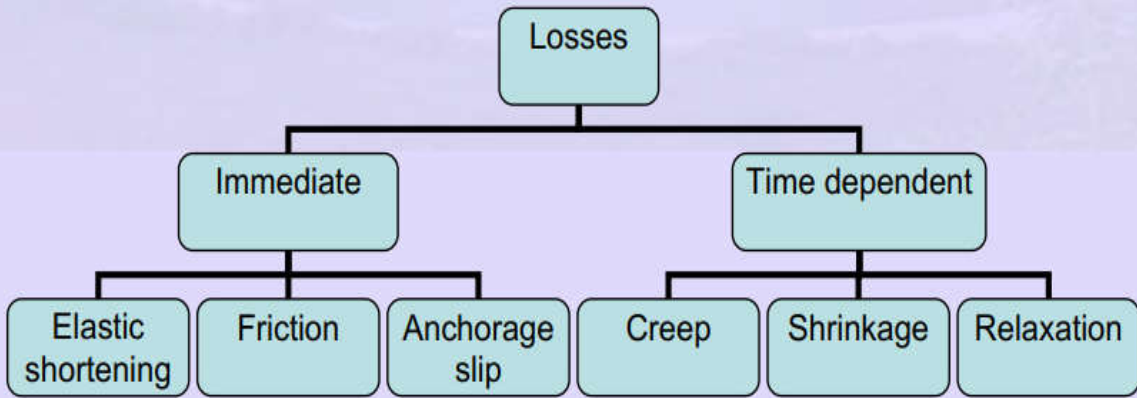 Losses
Immediate
Time dependent
Elastic
shortening
Friction
Anchorage
slip
Creep
Shrinkage
Relaxation